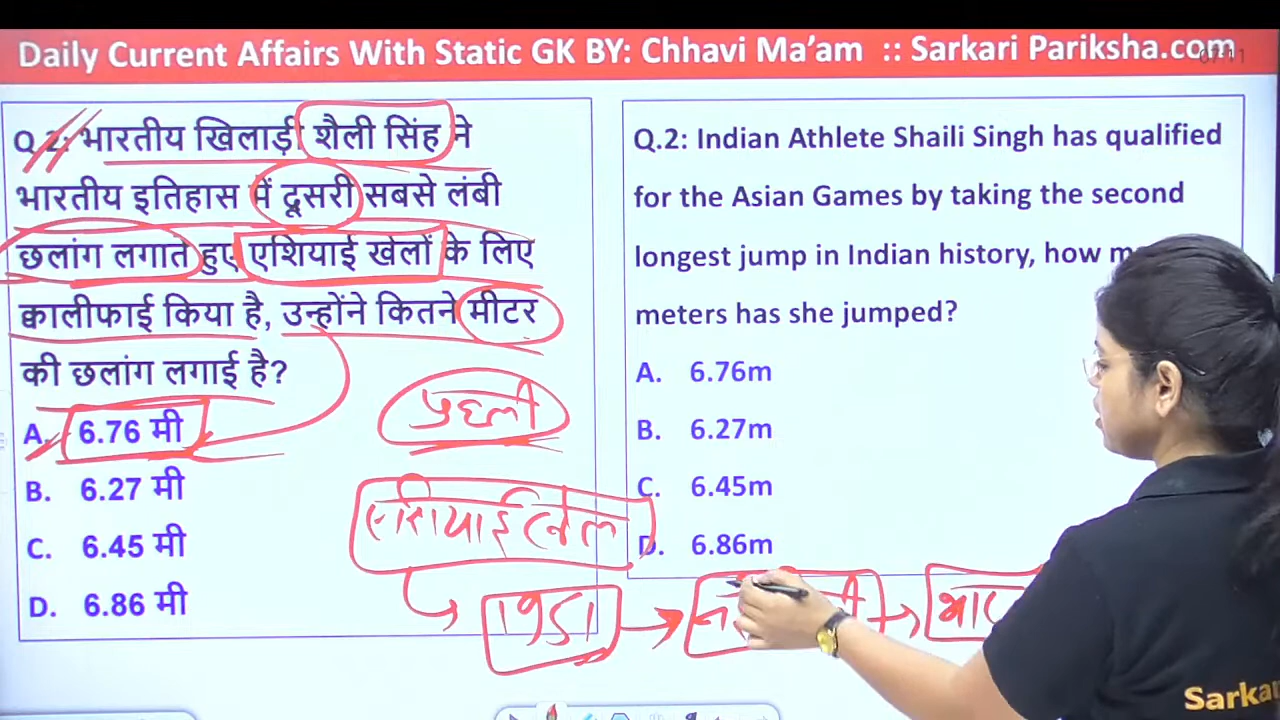 Daily Current Affairs With Static GK BY: Chhavi Ma’am :: Sarkari Pariksha.com
07:11
Q.2: भारतीय खिलाड़ी शैली सिंह ने
भारतीय इतिहास में दूसरी सबसे लंबी
छलांग लगाते हुए एशियाई खेलों के लिए
क्वालीफाई किया है, उन्होंने कितने मीटर
की छलांग लगाई है?
A. 6.76 मी
B. 6.27 मी
C. 6.45 मी
D. 6.86 मी
एशियाई खेल
1951
Q.2: Indian Athlete Shaili Singh has qualified
for the Asian Games by taking the second
longest jump in Indian history, how
meters has she jumped?
A. 6.76m
B. 6.27m
C. 6.45m
D. 6.86m